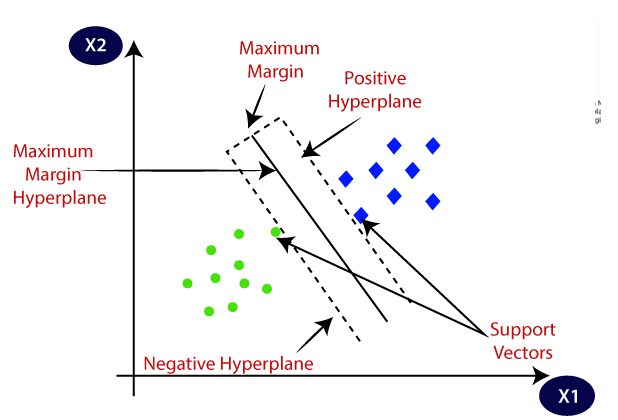 X2
Maximum
Margin
Positive
Hyperplane
Maximum
Margin
Hyperplane
Support
Vectors
Negative Hyperplane
X1